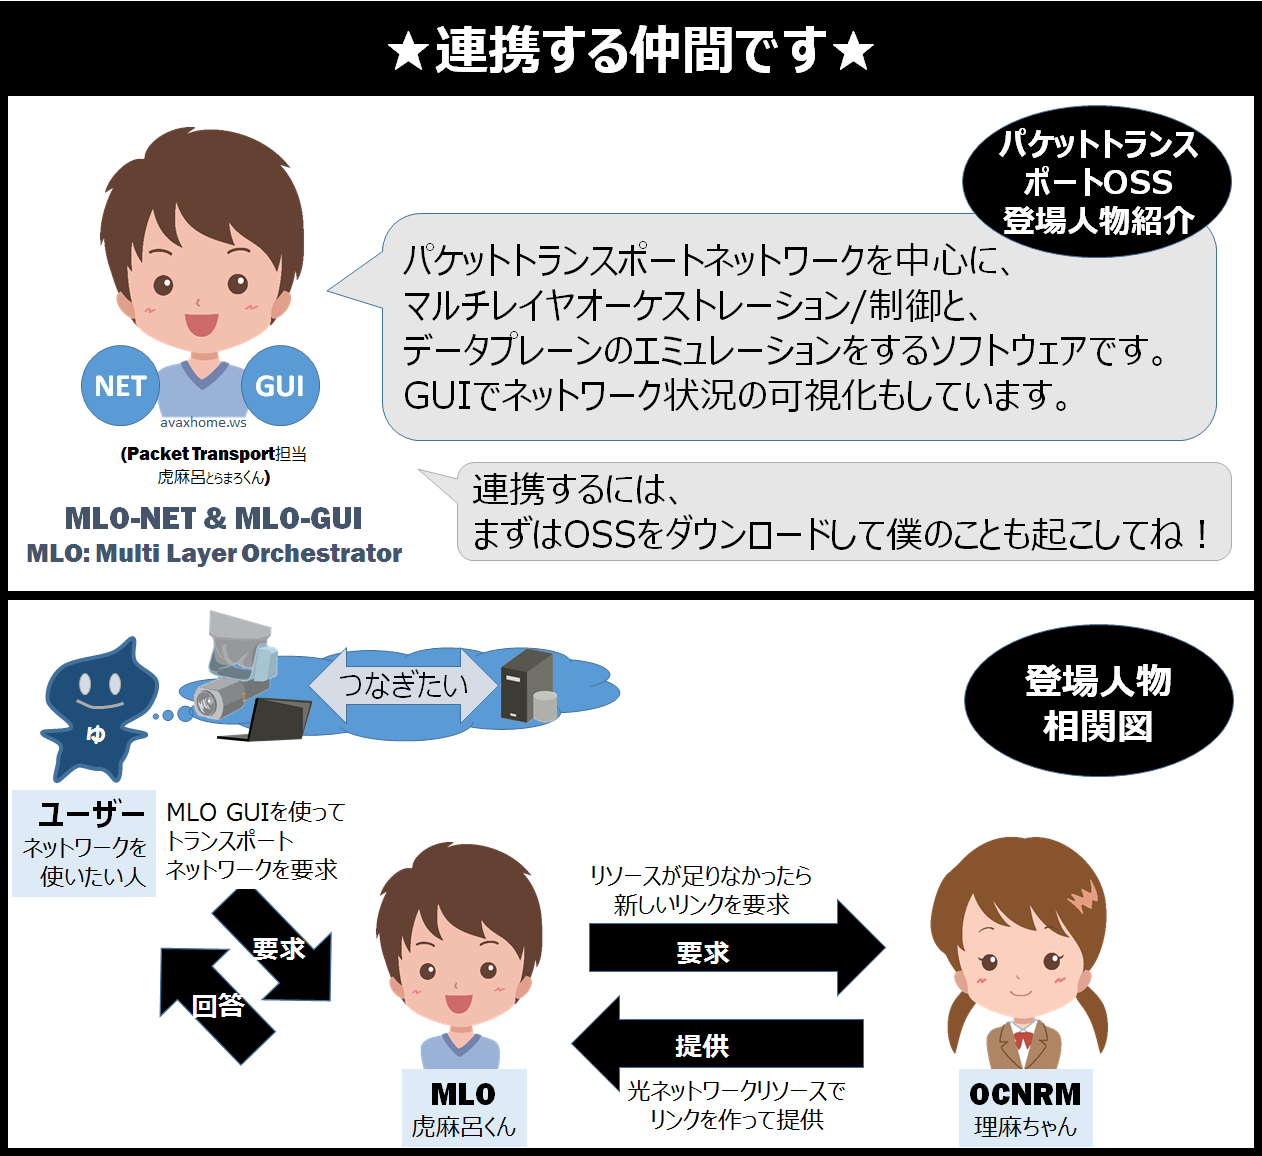 ★連携する仲間です★
パケットトランス
ポートOSS
登場人物紹介
パケットトランスポートネットワークを中心に、
マルチレイヤオーケストレーション/制御と、
データプレーンのエミュレーションをするソフトウェアです。
GUIでネットワーク状況の可視化もしています。
NET
GUI
avaxhome.ws
(Packet Transport担当
虎麻呂とらまろくん)
MLO-NET & MLO-GUI
MLO: Multi Layer Orchestrator
連携するには、
まずはOSSをダウンロードして僕のことも起こしてね！
つなぎたい
登場人物
相関図
ゆ
ユーザー
ネットワークを
使いたい人
MLO GUIを使って
トランスポート
ネットワークを要求
要求
回答
リソースが足りなかったら
新しいリンクを要求
要求
提供
光ネットワークリソースで
リンクを作って提供
MLO
虎麻呂くん
OCNRM
理麻ちゃん